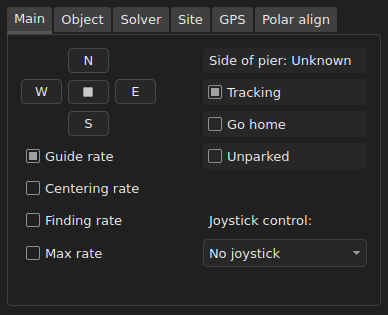 Main Object Solver Site GPS Polar align
N
W E
S
Side of pier: Unknown
Tracking
Go home
Guide rate
Unparked
Centering rate
Finding rate
Joystick control:
Max rate
No joystick